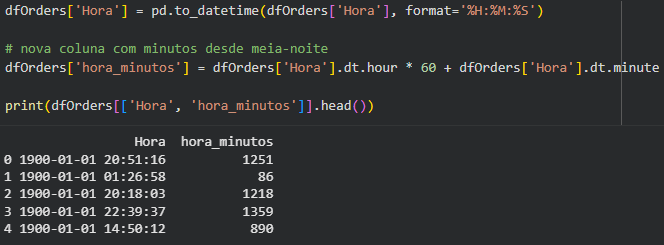 dfOrders['Hora'] = pd.to_datetime(dfOrders['Hora'], format='%H:%M:%S')
# nova coluna com minutos desde meia-noite
dfOrders['hora_minutos'] = dfOrders['Hora'].dt.hour * 60 + dfOrders['Hora'].dt.minute
print(dfOrders[['Hora', 'hora_minutos']].head())
Hora hora_minutos
0 1900-01-01 20:51:16 1251
1 1900-01-01 01:26:58 86
2 1900-01-01 20:18:03 1218
3 1900-01-01 22:39:37 1359
4 1900-01-01 14:50:12 890